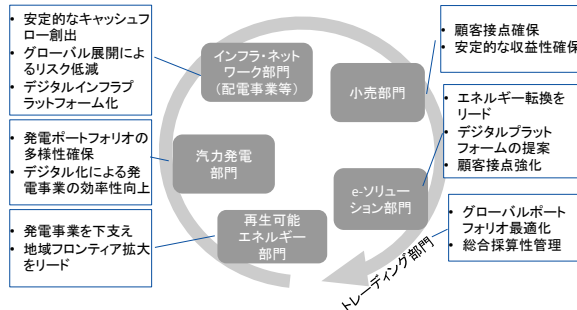 • 安定的なキャッシュフ
ロー創出
• グローバル展開によ
るリスク低減
• デジタルインフラプ
ラットフォーム化
インフラ・ネット
ワーク部門
（配電事業等）
• 顧客接点確保
• 安定的な収益性確保
小売部門
• 発電ポートフォリオの
多様性確保
• デジタル化による発
電事業の効率性向上
汽力発電
部門
• エネルギー転換を
リード
• デジタルプラット
フォームの提案
• 顧客接点強化
e-ソリュー
ション部門
• 発電事業を下支え
• 地域フロンティア拡大
をリード
再生可能
エネルギー
部門
• グローバルポート
フォリオ最適化
• 総合採算性管理
トレーディング部門